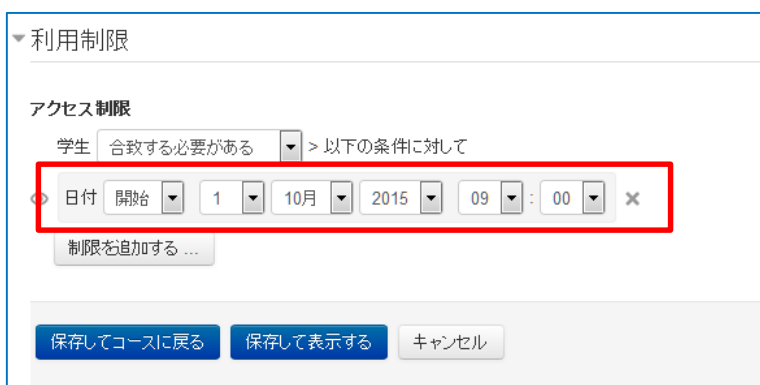 利用制限
アクセス制限
学生 合致する必要がある > 以下の条件に対して
日付 開始 1 10月 2015 09 : 00
制限を追加する ...
保存してコースに戻る 保存して表示する キャンセル